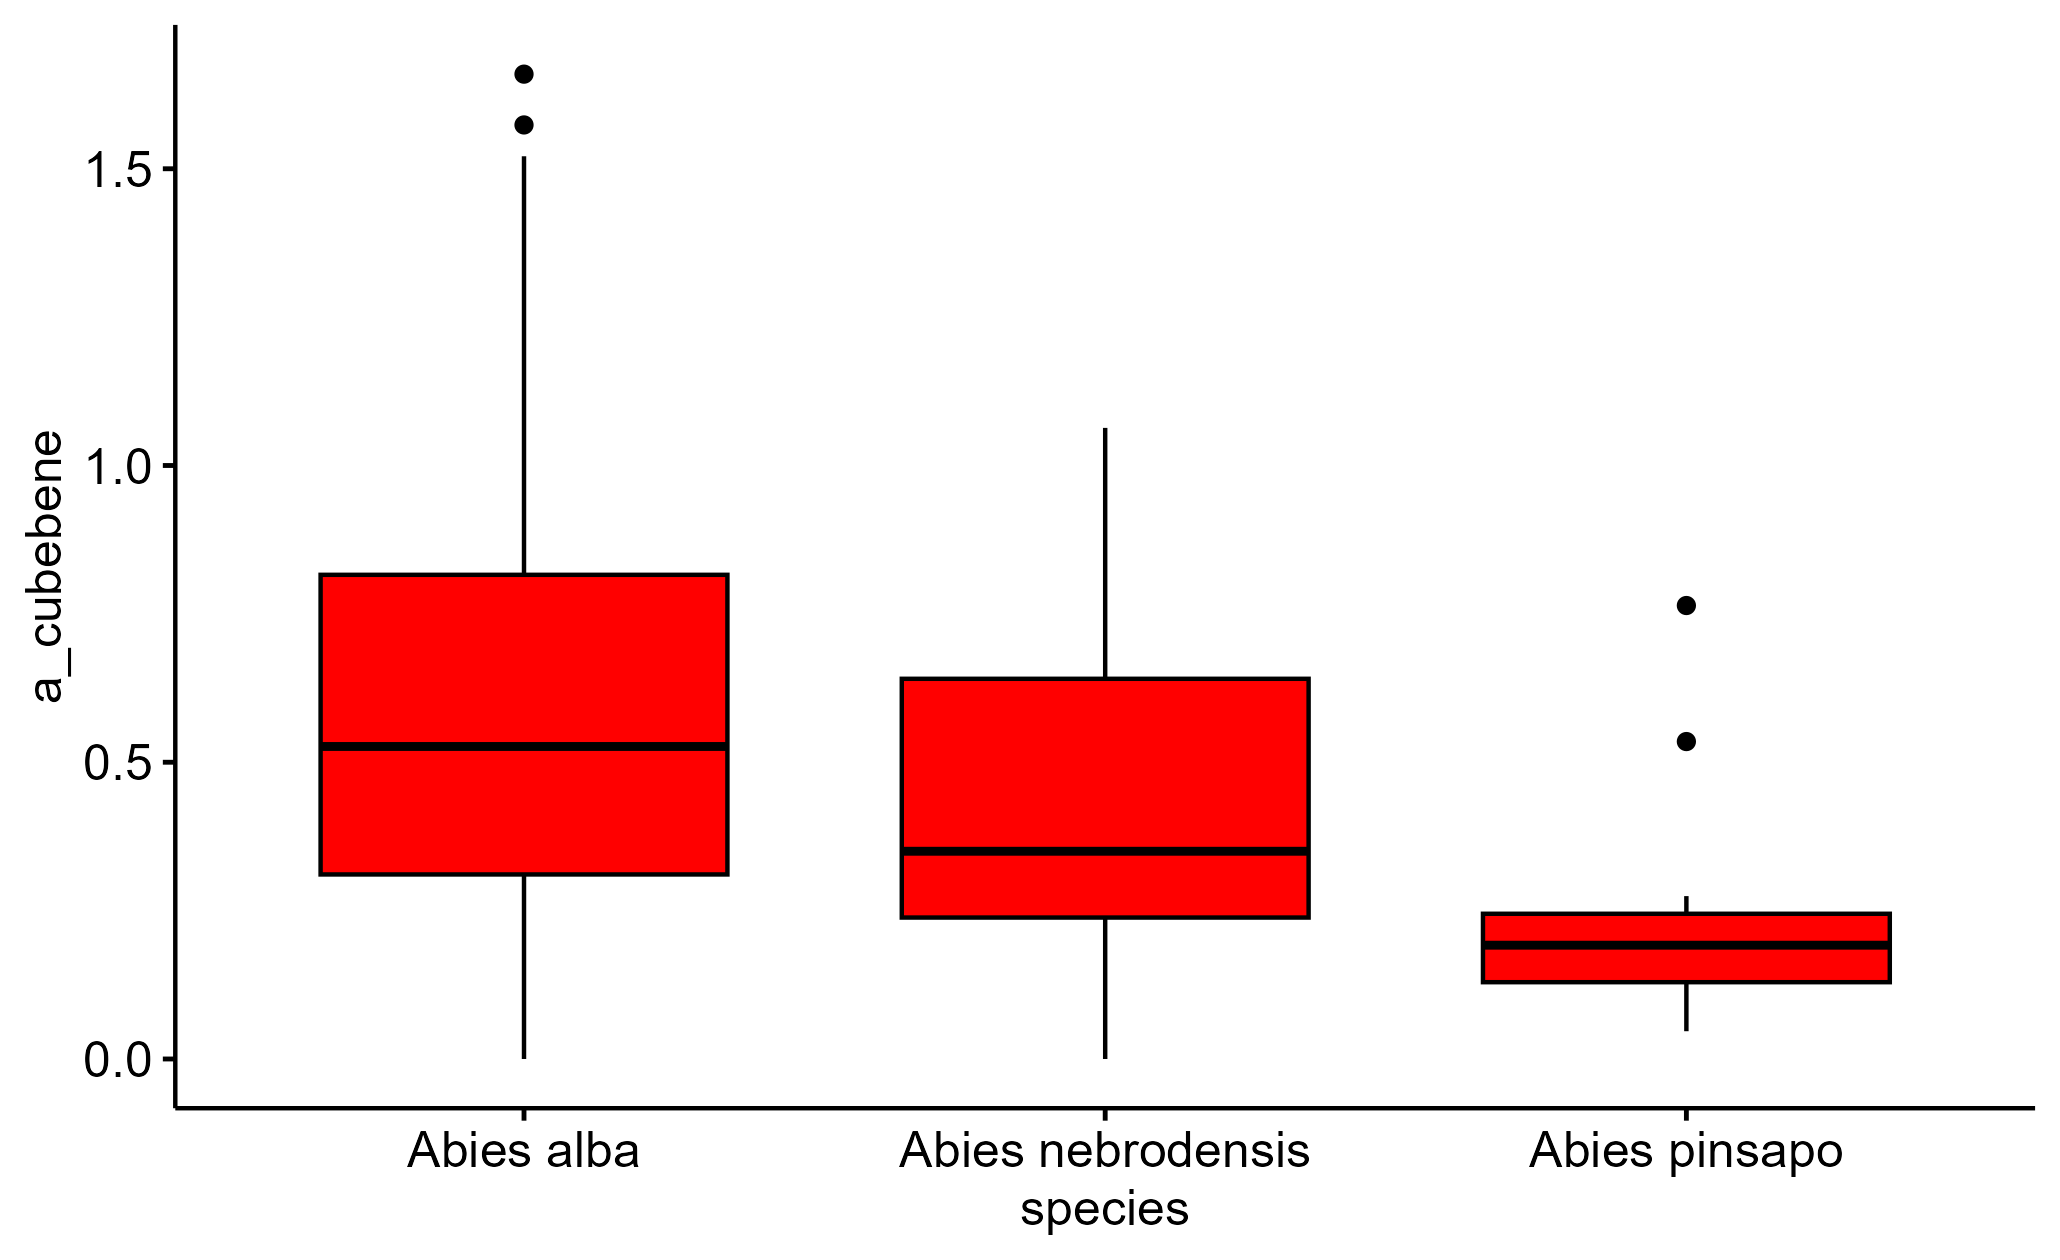 a_cubebene
1.5
1.0
0.5
0.0
Abies alba
Abies nebrodensis
Abies pinsapo
species